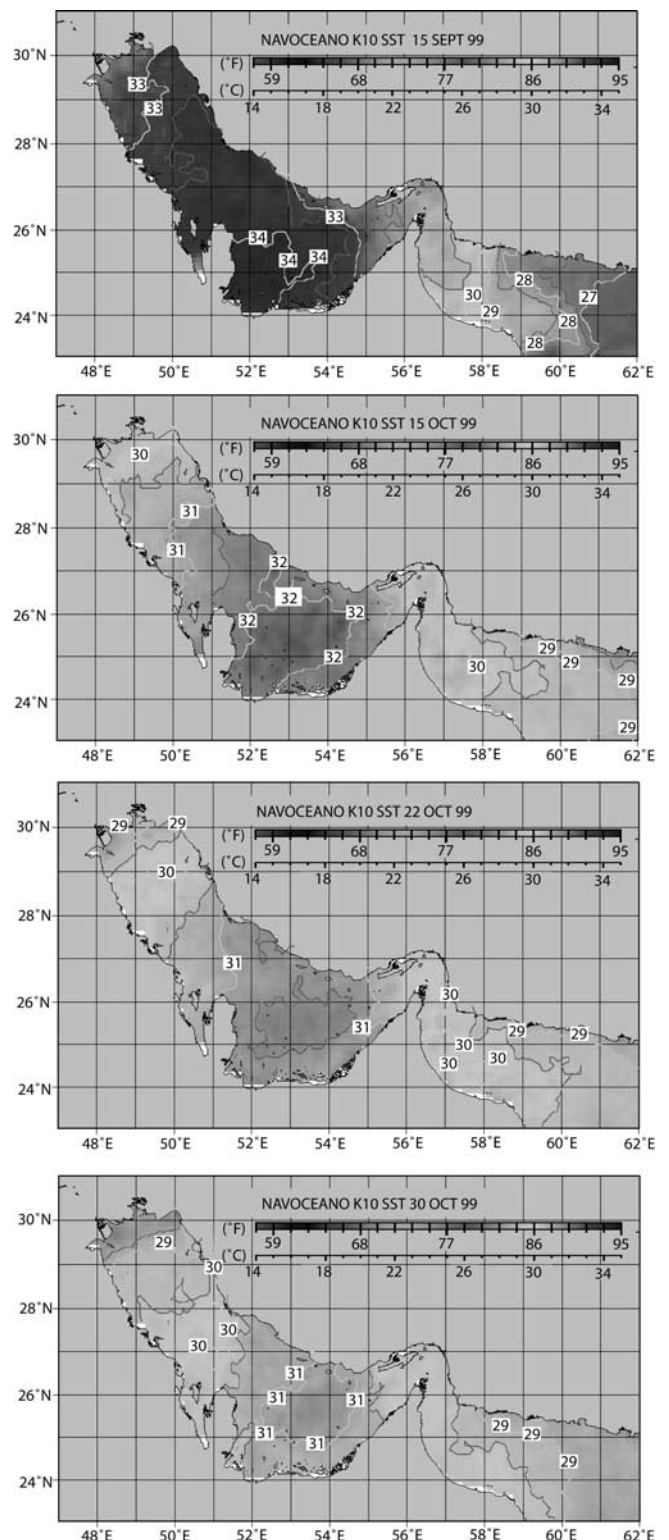 NAVOCEANO K10 SST 15 SEPT 99
(˚F) 59 68 77 86 95
(˚C)
14 18 22 26 30 34
30˚N
28˚N
26˚N
24˚N
33
33
33
34
34
34
30
29
28
28
28
27
48˚E 50˚E 52˚E 54˚E 56˚E 58˚E 60˚E 62˚E
NAVOCEANO K10 SST 15 OCT 99
(˚F) 59 68 77 86 95
(˚C)
14 18 22 26 30 34
30˚N
28˚N
26˚N
24˚N
30
31
31
32
32
32
32
32
30
29
29
29
29
48˚E 50˚E 52˚E 54˚E 56˚E 58˚E 60˚E 62˚E
NAVOCEANO K10 SST 22 OCT 99
(˚F) 59 68 77 86 95
(˚C)
14 18 22 26 30 34
30˚N
28˚N
26˚N
24˚N
29 29
30
31
31
30
30
30
30
29
29
48˚E 50˚E 52˚E 54˚E 56˚E 58˚E 60˚E 62˚E
NAVOCEANO K10 SST 30 OCT 99
(˚F) 59 68 77 86 95
(˚C)
14 18 22 26 30 34
30˚N
28˚N
26˚N
24˚N
29
29
30
30
31
31
31
31
31
29
29
29
48˚E 50˚E 52˚E 54˚E 56˚E 58˚E 60˚E 62˚E